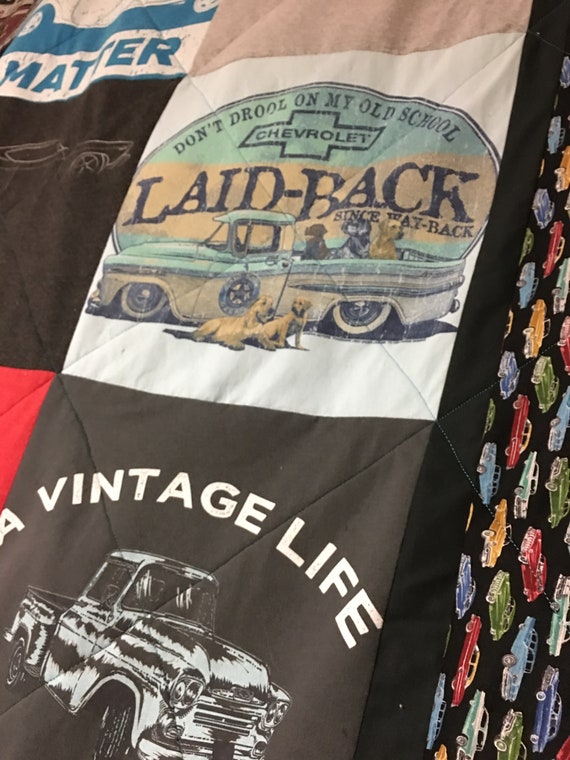 MATTER
DON'T DROOL ON MY OLD SCHOOL
CHEVROLET
LAID-BACK
SINCE WAY-BACK
A VINTAGE LIFE